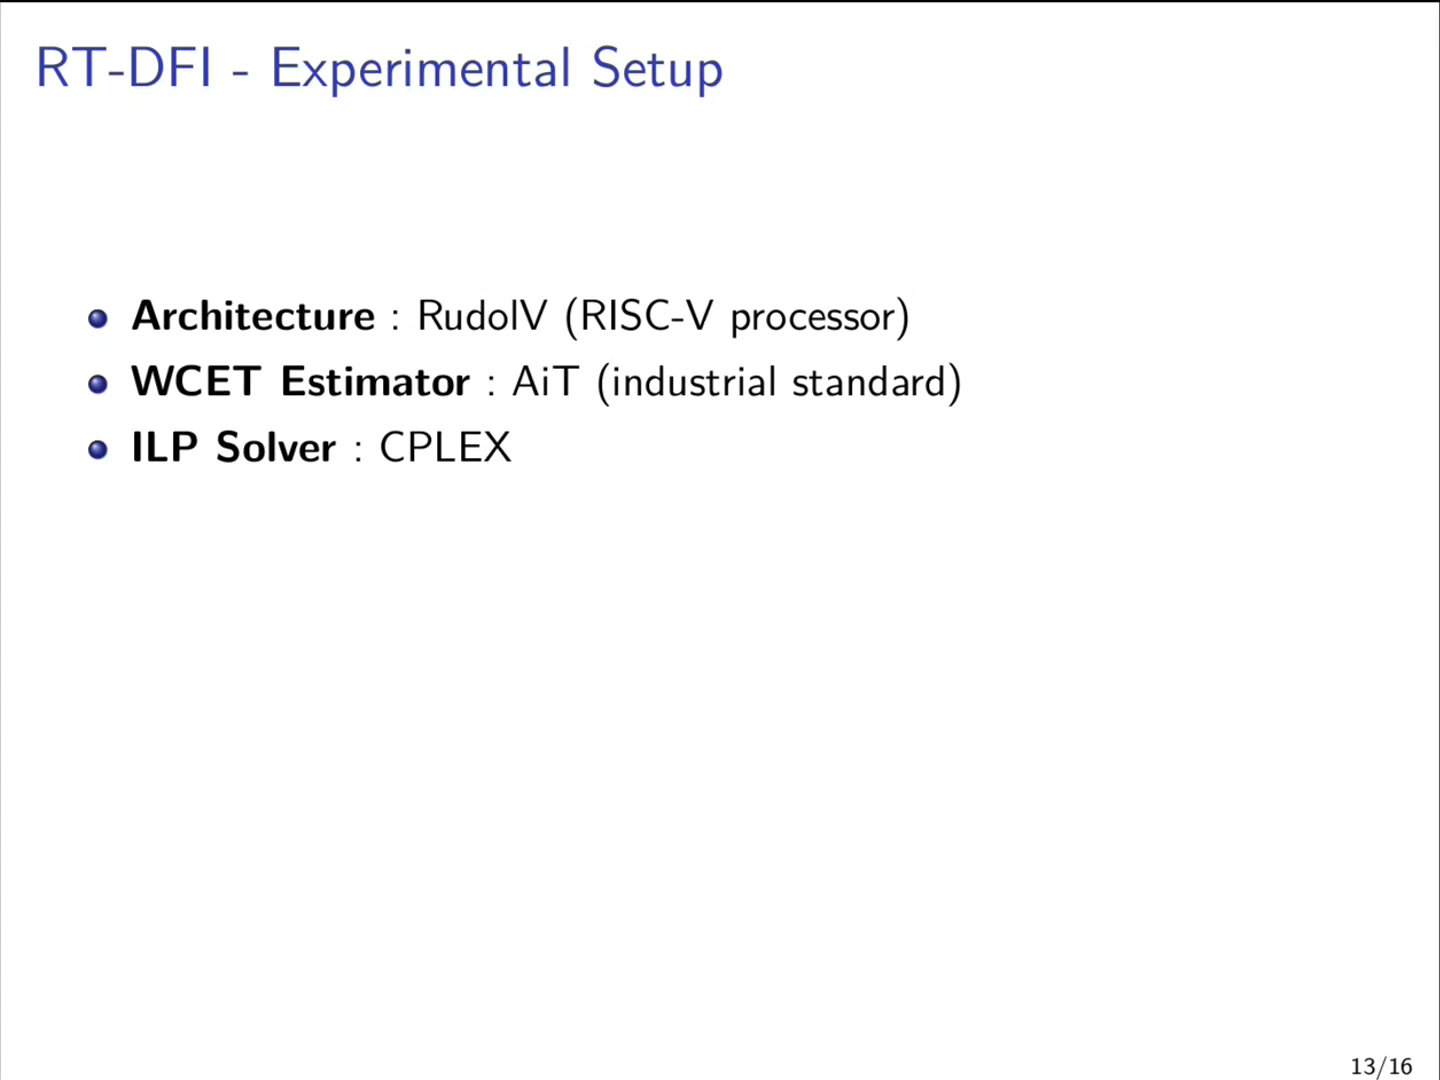 RT-DFI - Experimental Setup
Architecture : RudolV (RISC-V processor)
WCET Estimator : AiT (industrial standard)
ILP Solver : CPLEX
13/16